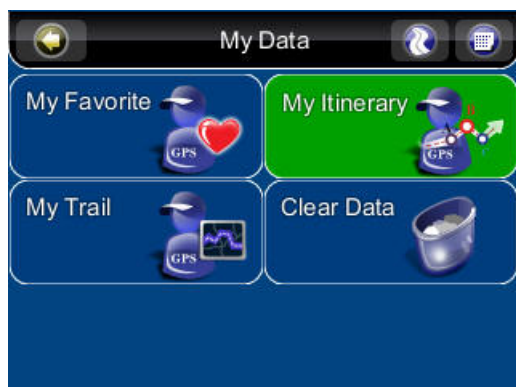 My Data
My Favorite
GPS
My Itinerary
B
GPS
My Trail
GPS
Clear Data